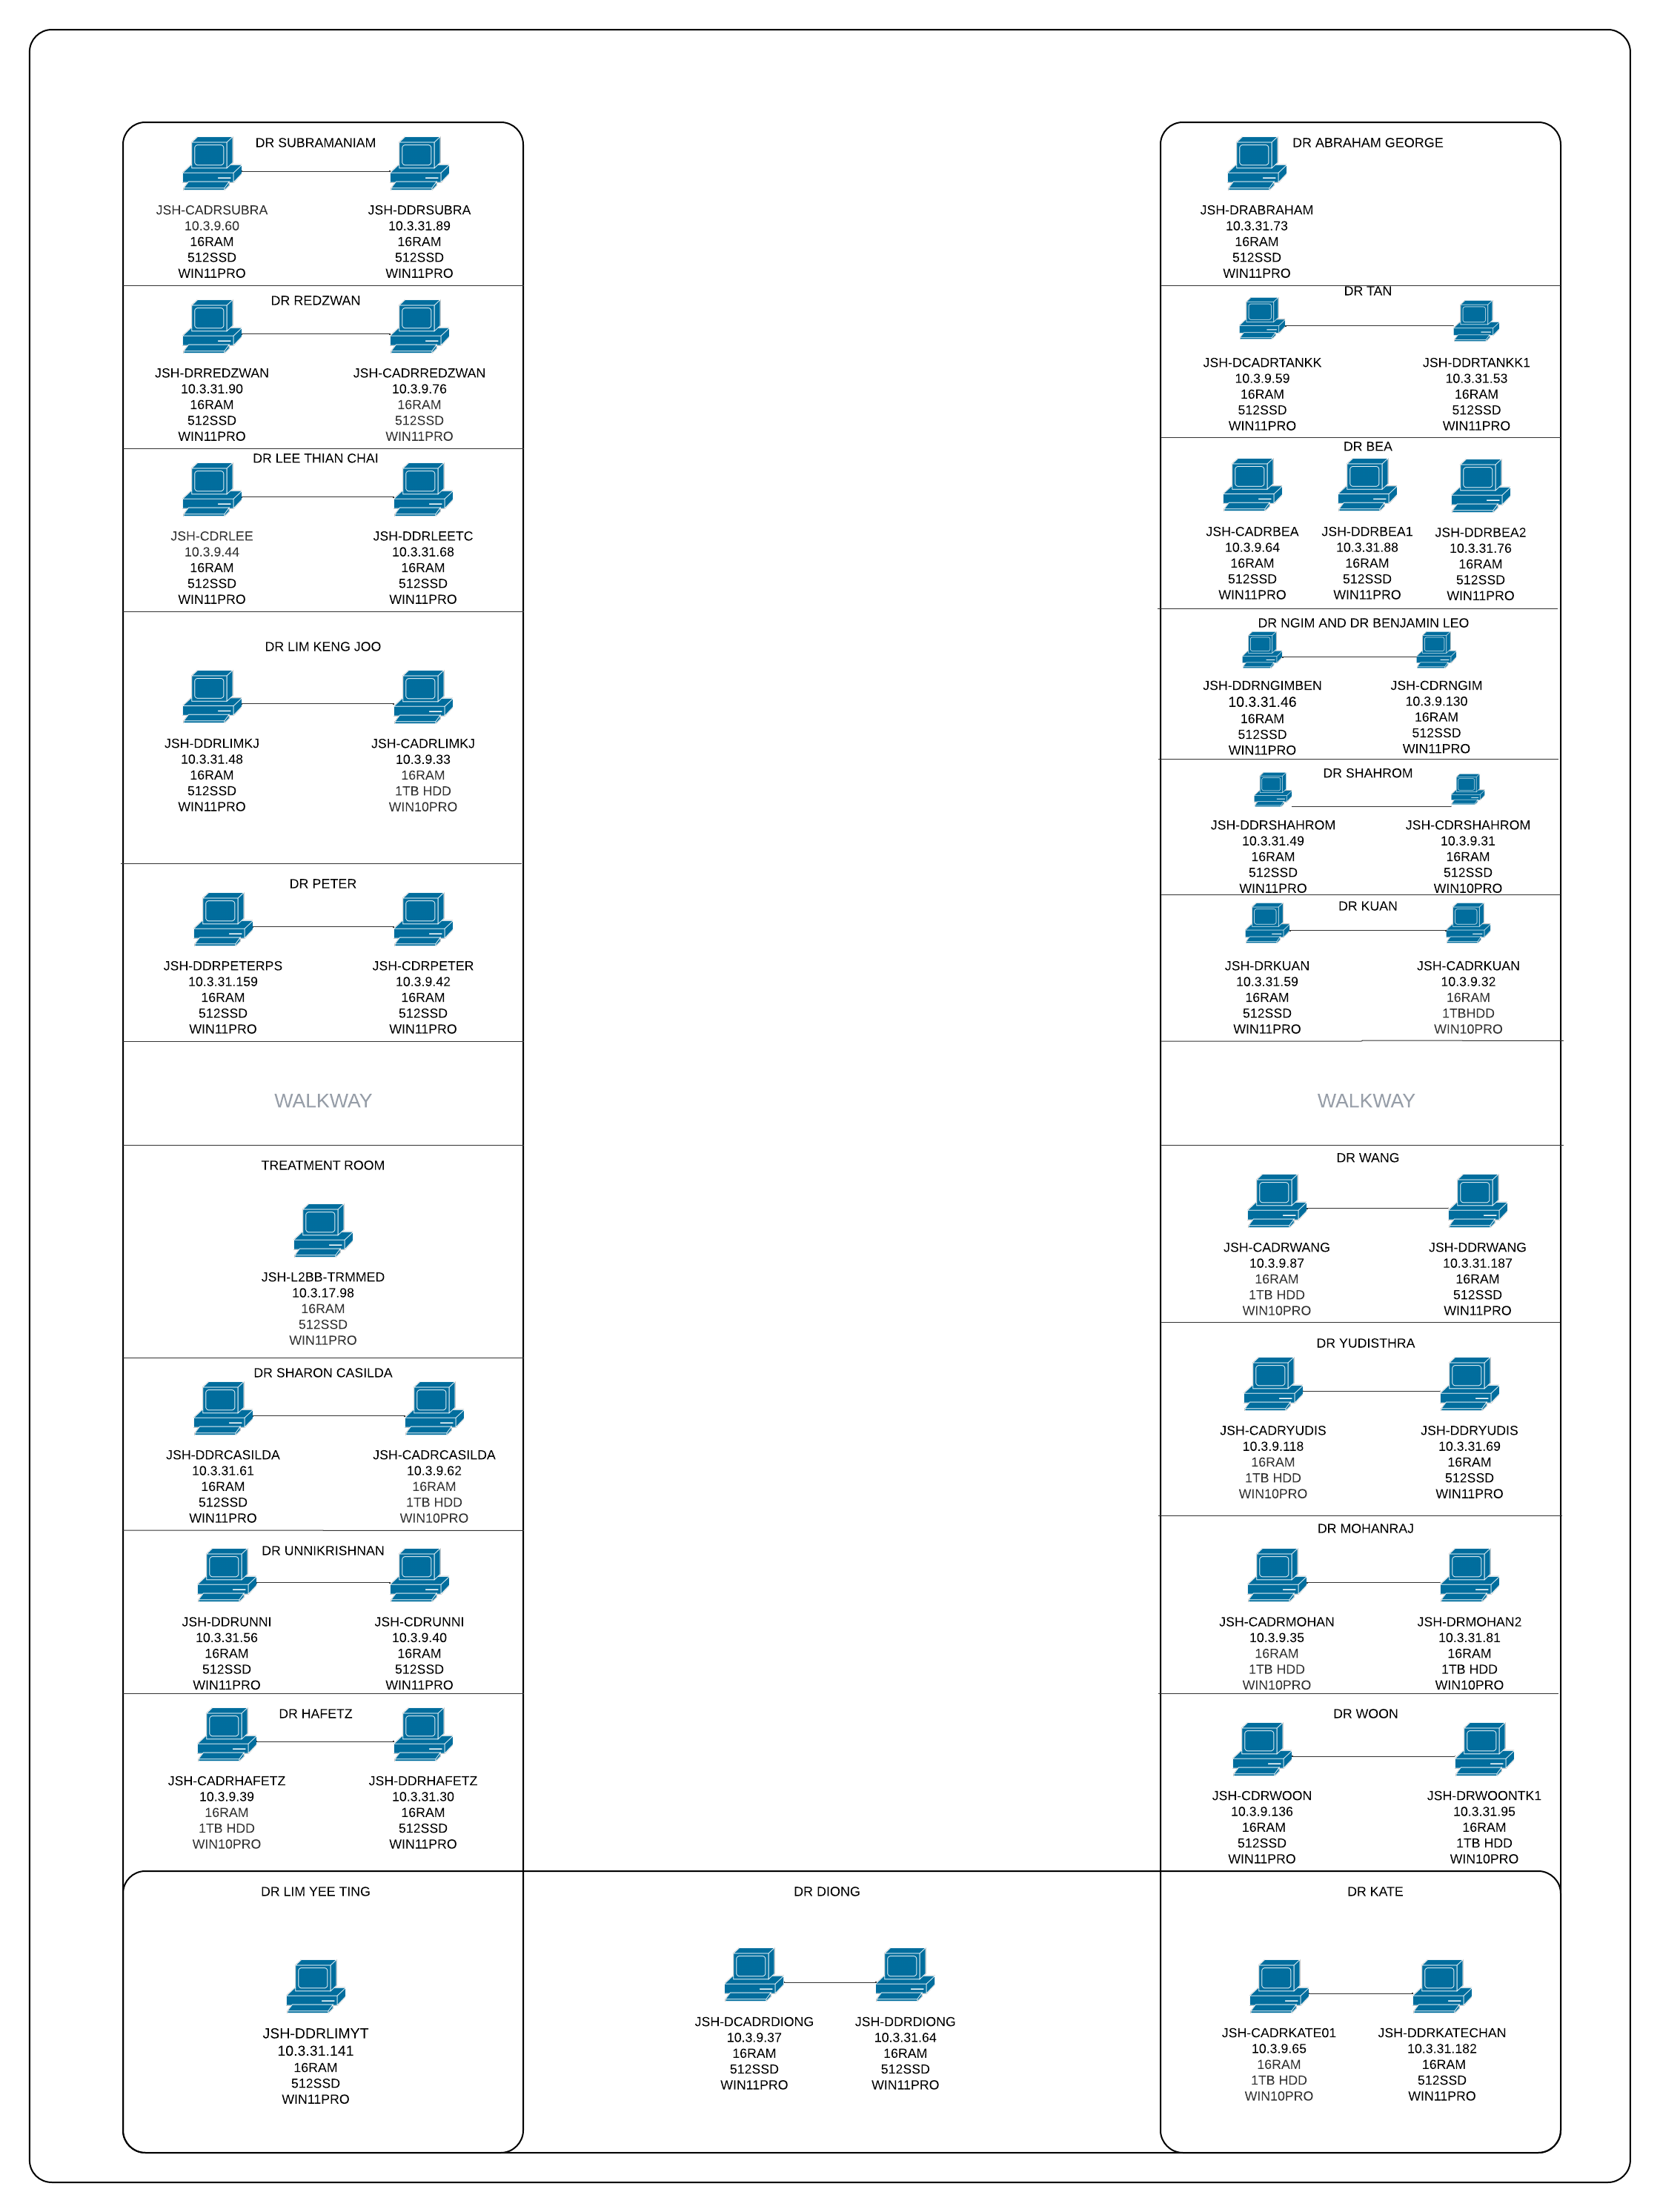 DR SUBRAMANIAM
JSH-CADRSUBRA
10.3.9.60
16RAM
512SSD
WIN11PRO
JSH-DDRSUBRA
10.3.31.89
16RAM
512SSD
WIN11PRO
DR REDZWAN
JSH-DRREDZWAN
10.3.31.90
16RAM
512SSD
WIN11PRO
JSH-CADRREDZWAN
10.3.9.76
16RAM
512SSD
WIN11PRO
DR LEE THIAN CHAI
JSH-CDRLEE
10.3.9.44
16RAM
512SSD
WIN11PRO
JSH-DDRLEETC
10.3.31.68
16RAM
512SSD
WIN11PRO
DR LIM KENG JOO
JSH-DDRLIMKJ
10.3.31.48
16RAM
512SSD
WIN11PRO
JSH-CADRLIMKJ
10.3.9.33
16RAM
1TB HDD
WIN10PRO
DR PETER
JSH-DDRPETERPS
10.3.31.159
16RAM
512SSD
WIN11PRO
JSH-CDRPETER
10.3.9.42
16RAM
512SSD
WIN11PRO
WALKWAY
TREATMENT ROOM
JSH-L2BB-TRMMED
10.3.17.98
16RAM
512SSD
WIN11PRO
DR SHARON CASILDA
JSH-DDRCASILDA
10.3.31.61
16RAM
512SSD
WIN11PRO
JSH-CADRCASILDA
10.3.9.62
16RAM
1TB HDD
WIN10PRO
DR UNNIKRISHNAN
JSH-DDRUNNI
10.3.31.56
16RAM
512SSD
WIN11PRO
JSH-CDRUNNI
10.3.9.40
16RAM
512SSD
WIN11PRO
DR HAFETZ
JSH-CADRHAFETZ
10.3.9.39
16RAM
1TB HDD
WIN10PRO
JSH-DDRHAFETZ
10.3.31.30
16RAM
512SSD
WIN11PRO
DR LIM YEE TING
JSH-DDRLIMYT
10.3.31.141
16RAM
512SSD
WIN11PRO
DR DIONG
JSH-DCADRDIONG
10.3.9.37
16RAM
512SSD
WIN11PRO
JSH-DDRDIONG
10.3.31.64
16RAM
512SSD
WIN11PRO
DR ABRAHAM GEORGE
JSH-DRABRAHAM
10.3.31.73
16RAM
512SSD
WIN11PRO
DR TAN
JSH-DCADRTANKK
10.3.9.59
16RAM
512SSD
WIN11PRO
JSH-DDRTANKK1
10.3.31.53
16RAM
512SSD
WIN11PRO
DR BEA
JSH-CADRBEA
10.3.9.64
16RAM
512SSD
WIN11PRO
JSH-DDRBEA1
10.3.31.88
16RAM
512SSD
WIN11PRO
JSH-DDRBEA2
10.3.31.76
16RAM
512SSD
WIN11PRO
DR NGIM AND DR BENJAMIN LEO
JSH-DDRNGIMBEN
10.3.31.46
16RAM
512SSD
WIN11PRO
JSH-CDRNGIM
10.3.9.130
16RAM
512SSD
WIN11PRO
DR SHAHROM
JSH-DDRSHAHROM
10.3.31.49
16RAM
512SSD
WIN11PRO
JSH-CDRSHAHROM
10.3.9.31
16RAM
512SSD
WIN10PRO
DR KUAN
JSH-DRKUAN
10.3.31.59
16RAM
512SSD
WIN11PRO
JSH-CADRKUAN
10.3.9.32
16RAM
1TBHDD
WIN10PRO
WALKWAY
DR WANG
JSH-CADRWANG
10.3.9.87
16RAM
1TB HDD
WIN10PRO
JSH-DDRWANG
10.3.31.187
16RAM
512SSD
WIN11PRO
DR YUDISTHRA
JSH-CADRYUDIS
10.3.9.118
16RAM
1TB HDD
WIN10PRO
JSH-DDRYUDIS
10.3.31.69
16RAM
512SSD
WIN11PRO
DR MOHANRAJ
JSH-CADRMOHAN
10.3.9.35
16RAM
1TB HDD
WIN10PRO
JSH-DRMOHAN2
10.3.31.81
16RAM
1TB HDD
WIN10PRO
DR WOON
JSH-CDRWOON
10.3.9.136
16RAM
512SSD
WIN11PRO
JSH-DRWOONTK1
10.3.31.95
16RAM
1TB HDD
WIN10PRO
DR KATE
JSH-CADRKATE01
10.3.9.65
16RAM
1TB HDD
WIN10PRO
JSH-DDRKATECHAN
10.3.31.182
16RAM
512SSD
WIN11PRO